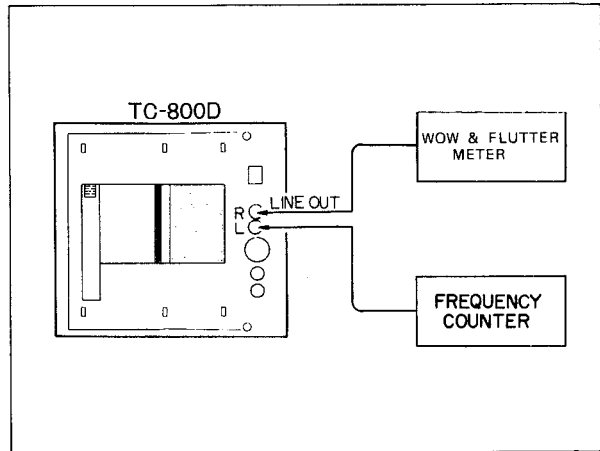 TC-800D
WOW & FLUTTER
METER
LINE OUT
R
L
FREQUENCY
COUNTER